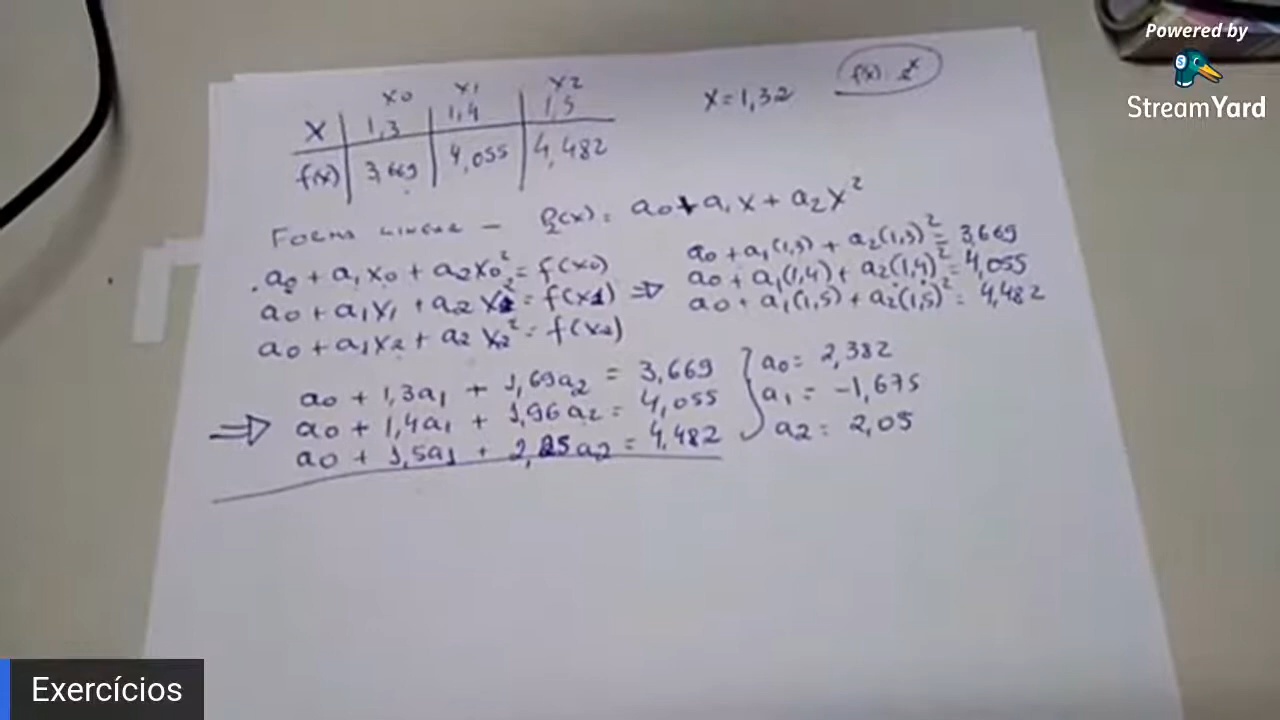 Powered by
StreamYard
x0 x1 x2
x 1,3 1,4 1,5
f(x) 3,669 4,055 4,482
x=1,32
f(x)
FORMA LINEAR — P2(x) = a0 + a1x + a2x²
a0 + a1x0 + a2x0² = f(x0)
a0 + a1x1 + a2x1² = f(x1)
a0 + a1x2 + a2x2² = f(x2)
⇒
a0 + a1(1,3) + a2(1,3)² = 3,669
a0 + a1(1,4) + a2(1,4)² = 4,055
a0 + a1(1,5) + a2(1,5)² = 4,482
⇒
a0 + 1,3a1 + 1,69a2 = 3,669
a0 + 1,4a1 + 1,96a2 = 4,055
a0 + 1,5a1 + 2,25a2 = 4,482
a0 = 2,382
a1 = -1,675
a2 = 2,05
Exercícios